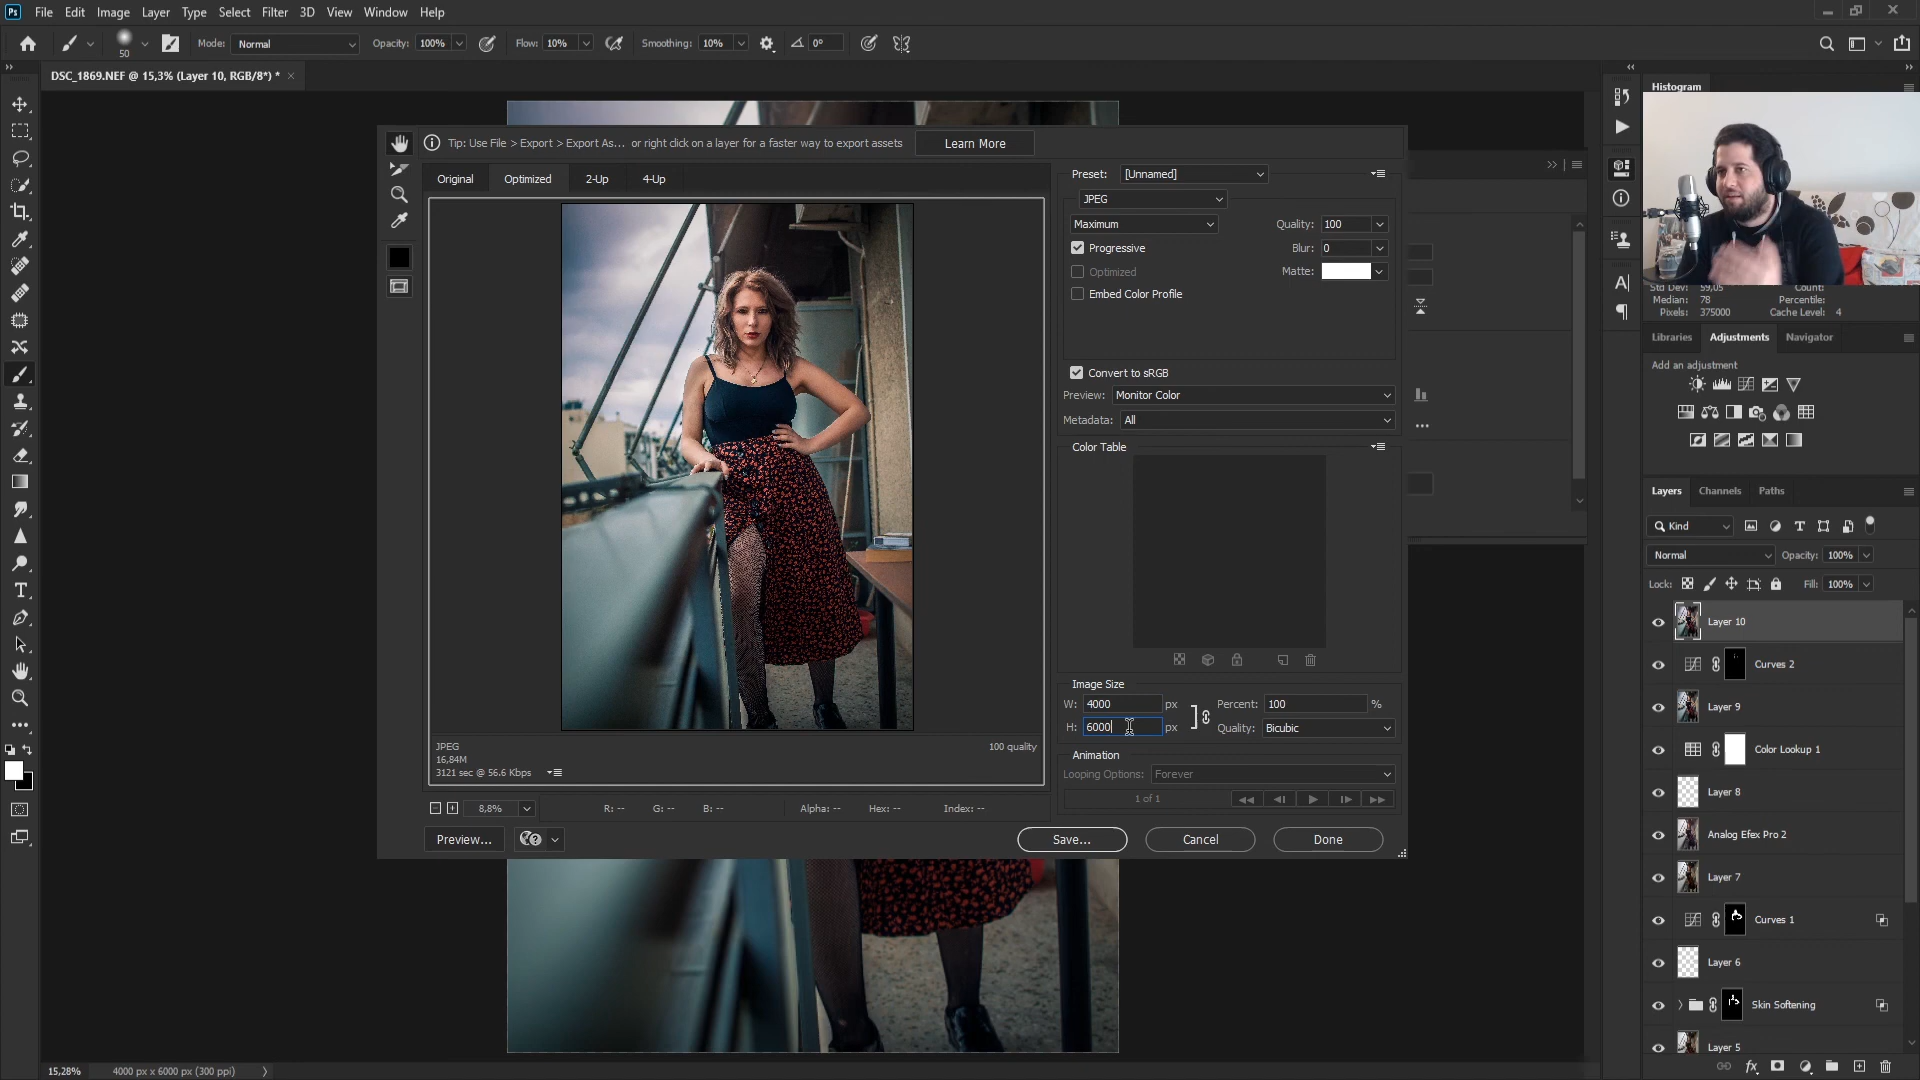 Ps File Edit Image Layer Type Select Filter 3D View Window Help
50 Mode: Normal Opacity: 100% Flow: 10% Smoothing: 10% 0°
DSC_1869.NEF @ 15,3% (Layer 10, RGB/8*) *
Histogram
Tip: Use File > Export > Export As... or right click on a layer for a faster way to export assets Learn More
Original Optimized 2-Up 4-Up
Preset: [Unnamed]
JPEG
Maximum Quality: 100
Progressive Blur: 0
Optimized Matte:
Embed Color Profile
Convert to sRGB
Preview: Monitor Color
Metadata: All
Color Table
Image Size
W: 4000 px Percent: 100 %
H: 6000 px Quality: Bicubic
Animation
Looping Options: Forever
1 of 1
JPEG 100 quality
16,84M
3121 sec @ 56.6 Kbps
8,8% R: -- G: -- B: -- Alpha: -- Hex: -- Index: --
Preview... Save... Cancel Done
Std Dev: 59,05 Count:
Median: 78 Percentile:
Pixels: 375000 Cache Level: 4
Libraries Adjustments Navigator
Add an adjustment
Layers Channels Paths
Kind
Normal Opacity: 100%
Lock: Fill: 100%
Layer 10
Curves 2
Layer 9
Color Lookup 1
Layer 8
Analog Efex Pro 2
Layer 7
Curves 1
Layer 6
Skin Softening
Layer 5
15,28% 4000 px x 6000 px (300 ppi)